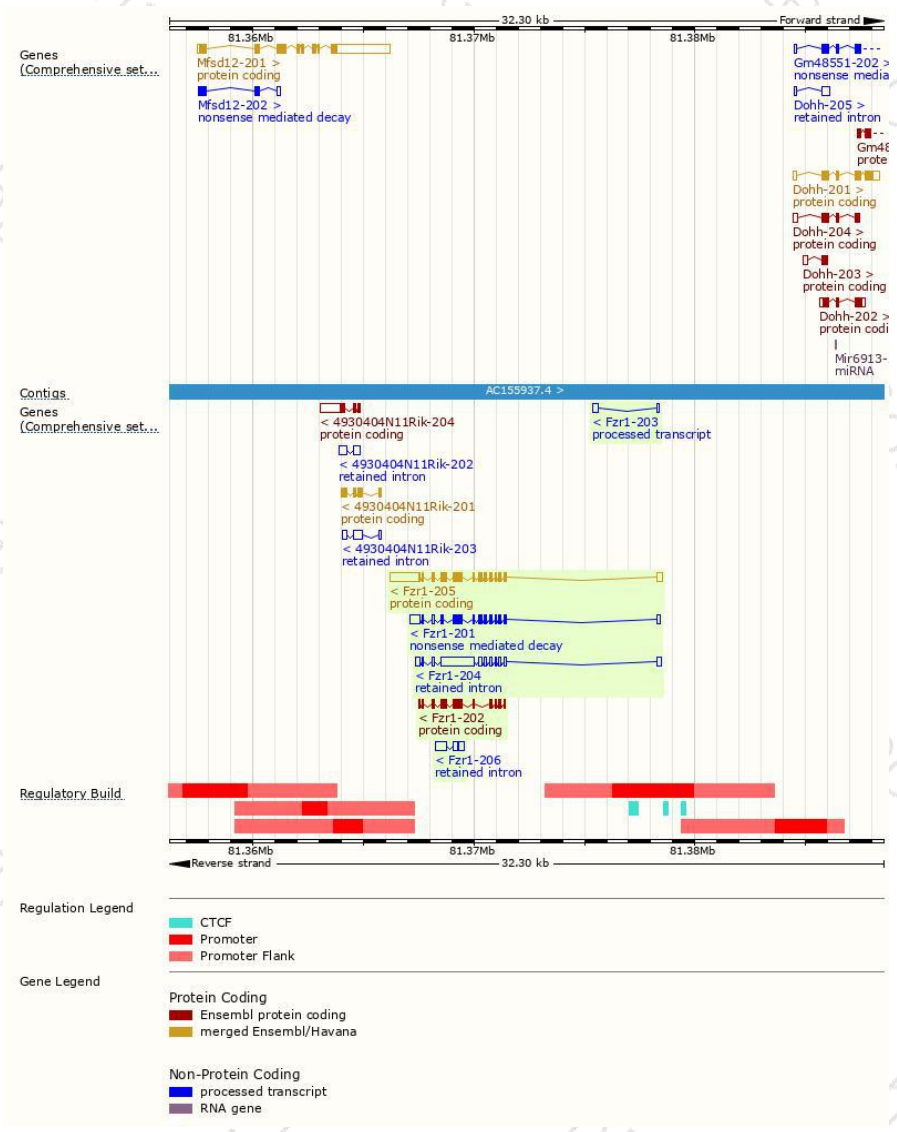 32.30 kb
Forward strand
81.36Mb 81.37Mb 81.38Mb
Genes
(Comprehensive set...
Mfsd12-201 >
protein coding
Mfsd12-202 >
nonsense mediated decay
Gm48551-202 >
nonsense media
Dohh-205 >
retained intron
Gm48
prote
Dohh-201 >
protein coding
Dohh-204 >
protein coding
Dohh-203 >
protein coding
Dohh-202 >
protein codi
Mir6913-
miRNA
Contigs
AC155937.4 >
Genes
(Comprehensive set...
< 4930404N11Rik-204
protein coding
< Fzr1-203
processed transcript
< 4930404N11Rik-202
retained intron
< 4930404N11Rik-201
protein coding
< 4930404N11Rik-203
retained intron
< Fzr1-205
protein coding
< Fzr1-201
nonsense mediated decay
< Fzr1-204
retained intron
< Fzr1-202
protein coding
< Fzr1-206
retained intron
Regulatory Build
81.36Mb 81.37Mb 81.38Mb
Reverse strand
32.30 kb
Regulation Legend
CTCF
Promoter
Promoter Flank
Gene Legend
Protein Coding
Ensembl protein coding
merged Ensembl/Havana
Non-Protein Coding
processed transcript
RNA gene